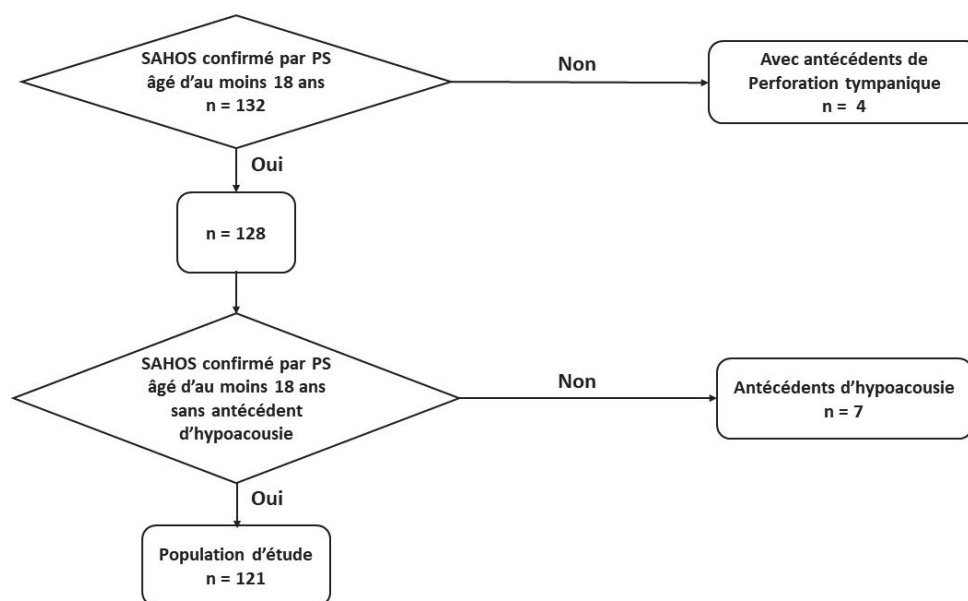 SAHOS confirmé par PS
âgé d'au moins 18 ans
n = 132
Non
Avec antécédents de
Perforation tympanique
n = 4
Oui
n = 128
SAHOS confirmé par PS
âgé d'au moins 18 ans
sans antécédent
d'hypoacousie
Non
Antécédents d'hypoacousie
n = 7
Oui
Population d'étude
n = 121